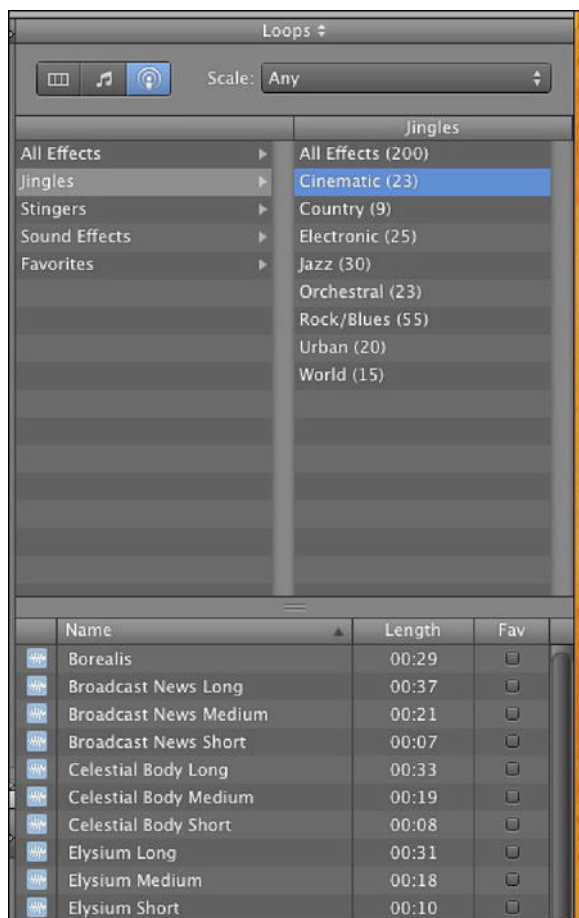 Loops
Scale: Any
Jingles
All Effects
Jingles
Stingers
Sound Effects
Favorites
All Effects (200)
Cinematic (23)
Country (9)
Electronic (25)
Jazz (30)
Orchestral (23)
Rock/Blues (55)
Urban (20)
World (15)
Name Length Fav
Borealis 00:29
Broadcast News Long 00:37
Broadcast News Medium 00:21
Broadcast News Short 00:07
Celestial Body Long 00:33
Celestial Body Medium 00:19
Celestial Body Short 00:08
Elysium Long 00:31
Elysium Medium 00:18
Elysium Short 00:10